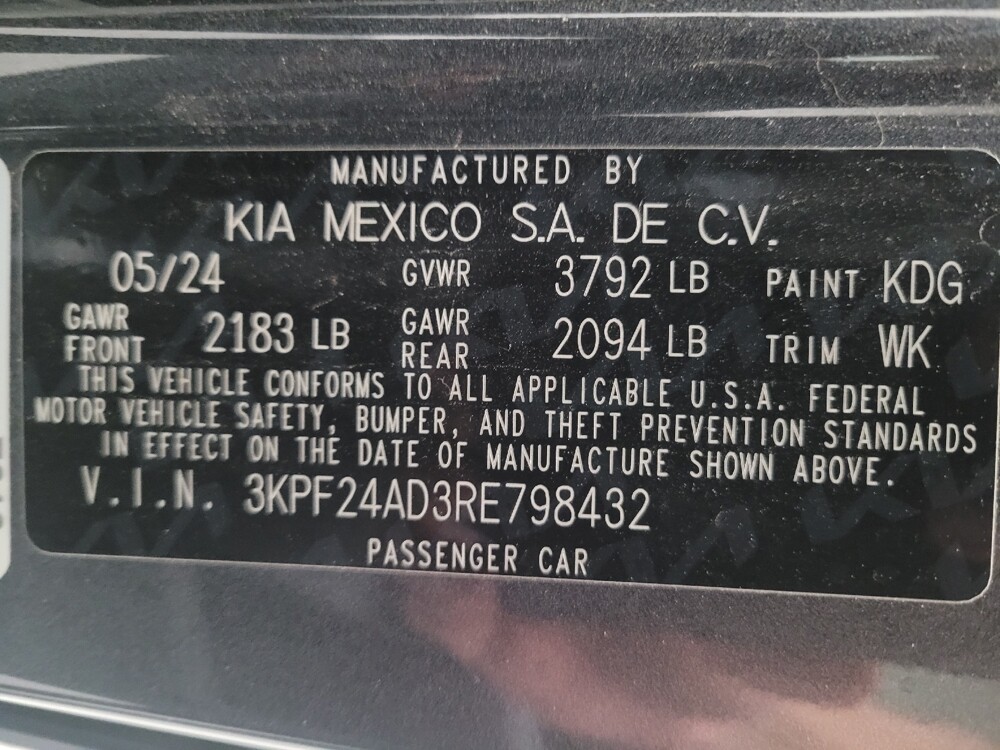 MANUFACTURED BY
KIA MEXICO S.A. DE C.V.
05/24 GVWR 3792 LB PAINT KDG
GAWR FRONT 2183 LB GAWR REAR 2094 LB TRIM WK
THIS VEHICLE CONFORMS TO ALL APPLICABLE U.S.A. FEDERAL
MOTOR VEHICLE SAFETY, BUMPER, AND THEFT PREVENTION STANDARDS
IN EFFECT ON THE DATE OF MANUFACTURE SHOWN ABOVE.
V.I.N. 3KPF24AD3RE798432
PASSENGER CAR